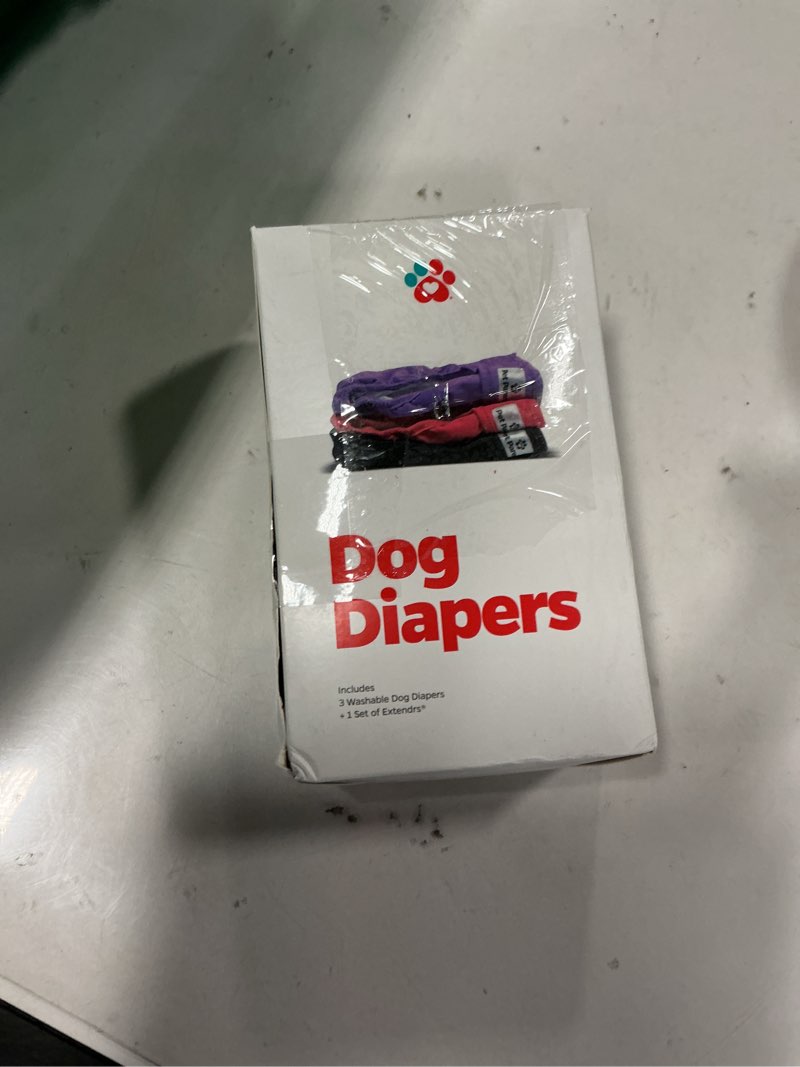 Dog
Diapers
Includes
3 Washable Dog Diapers
+ 1 Set of Extendrs®